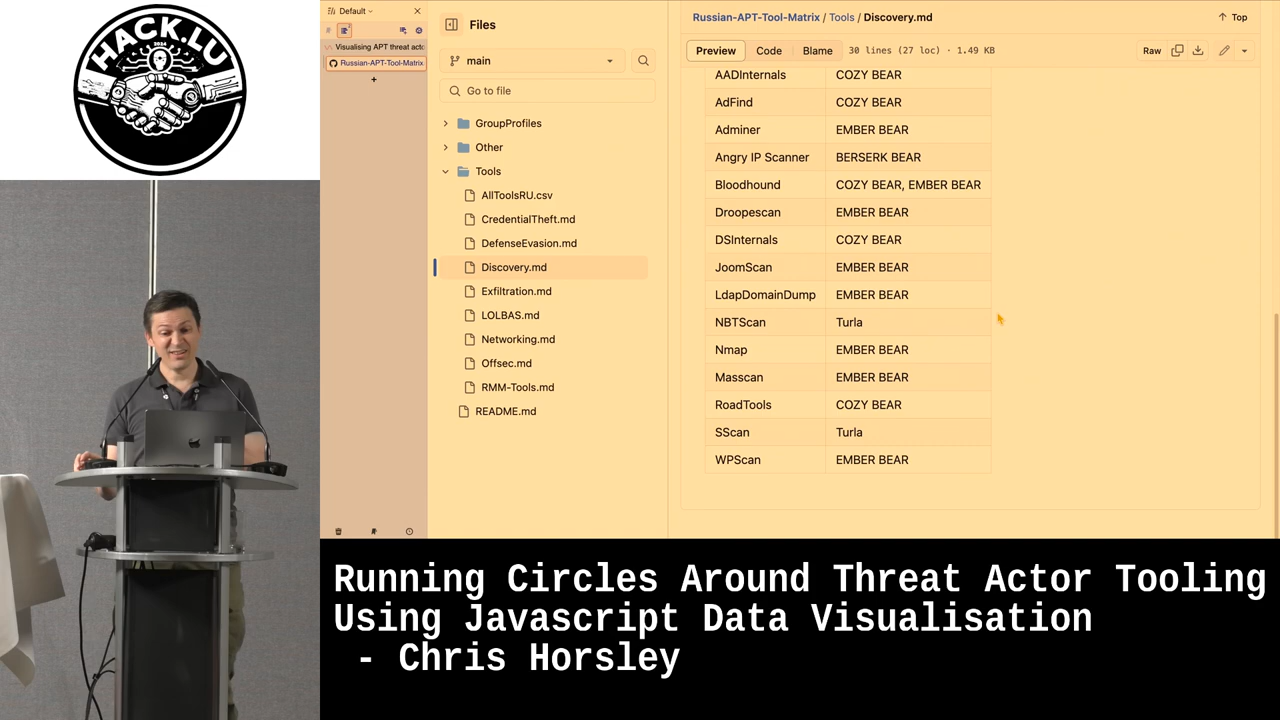 HACK.LU
2024
Default
Visualising APT threat acto
Russian-APT-Tool-Matrix
+
Files
main
Go to file
GroupProfiles
Other
Tools
AllToolsRU.csv
CredentialTheft.md
DefenseEvasion.md
Discovery.md
Exfiltration.md
LOLBAS.md
Networking.md
Offsec.md
RMM-Tools.md
README.md
Russian-APT-Tool-Matrix / Tools / Discovery.md
Top
Preview Code Blame 30 lines (27 loc) · 1.49 KB
Raw
AADInternals COZY BEAR
AdFind COZY BEAR
Adminer EMBER BEAR
Angry IP Scanner BERSERK BEAR
Bloodhound COZY BEAR, EMBER BEAR
Droopescan EMBER BEAR
DSInternals COZY BEAR
JoomScan EMBER BEAR
LdapDomainDump EMBER BEAR
NBTScan Turla
Nmap EMBER BEAR
Masscan EMBER BEAR
RoadTools COZY BEAR
SScan Turla
WPScan EMBER BEAR
Running Circles Around Threat Actor Tooling
Using Javascript Data Visualisation
- Chris Horsley